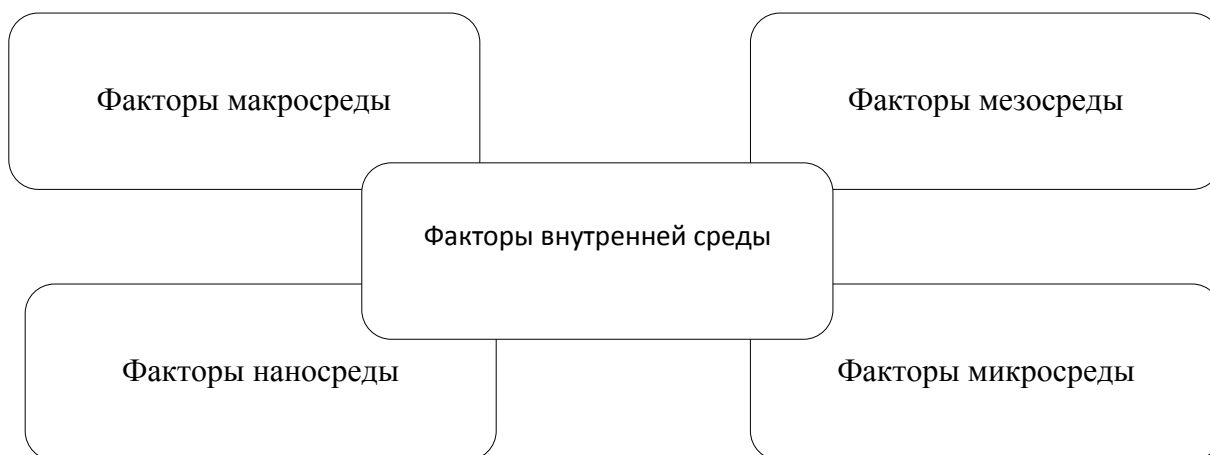 Факторы макросреды
Факторы мезосреды
Факторы внутренней среды
Факторы наносреды
Факторы микросреды